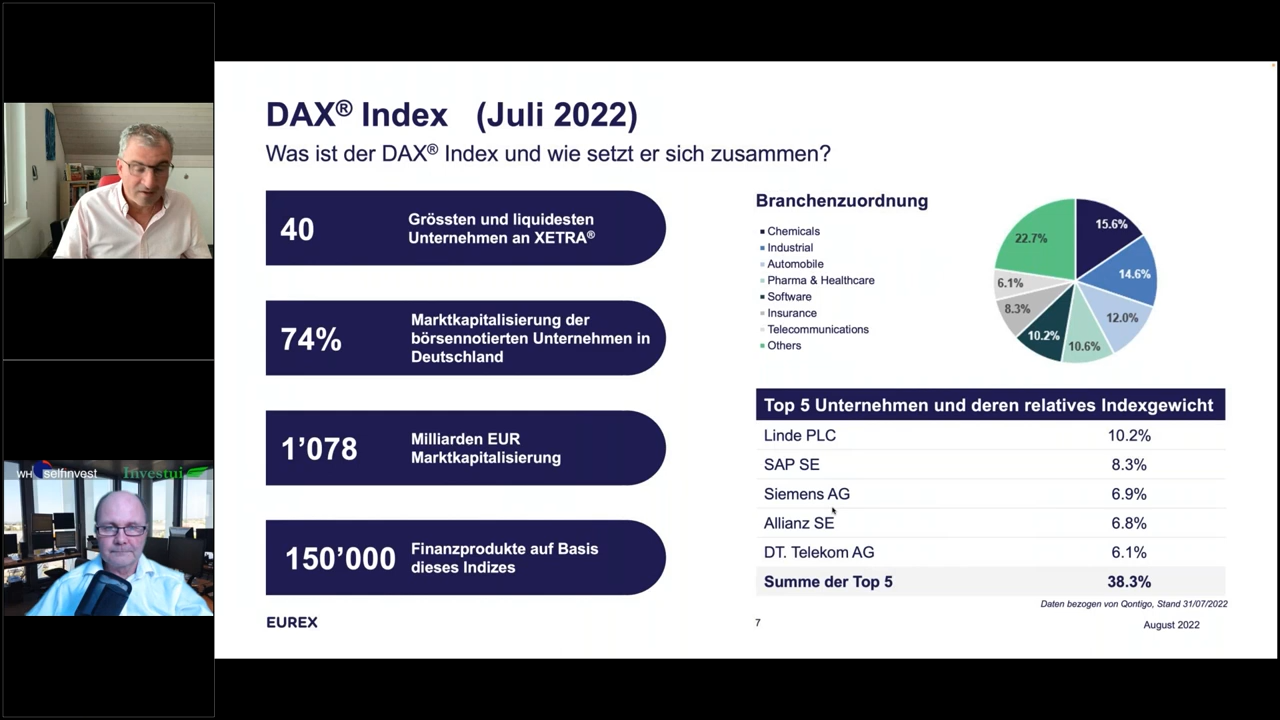 DAX® Index (Juli 2022)
Was ist der DAX® Index und wie setzt er sich zusammen?
40
Grössten und liquidesten
Unternehmen an XETRA®
74%
Marktkapitalisierung der
börsennotierten Unternehmen in
Deutschland
1’078
Milliarden EUR
Marktkapitalisierung
150’000
Finanzprodukte auf Basis
dieses Indizes
EUREX
Branchenzuordnung
Chemicals
Industrial
Automobile
Pharma & Healthcare
Software
Insurance
Telecommunications
Others
15.6%
14.6%
12.0%
10.6%
10.2%
8.3%
6.1%
22.7%
Top 5 Unternehmen und deren relatives Indexgewicht
Linde PLC 10.2%
SAP SE 8.3%
Siemens AG 6.9%
Allianz SE 6.8%
DT. Telekom AG 6.1%
Summe der Top 5 38.3%
Daten bezogen von Qontigo, Stand 31/07/2022
7
August 2022
WH selfinvest
Investui